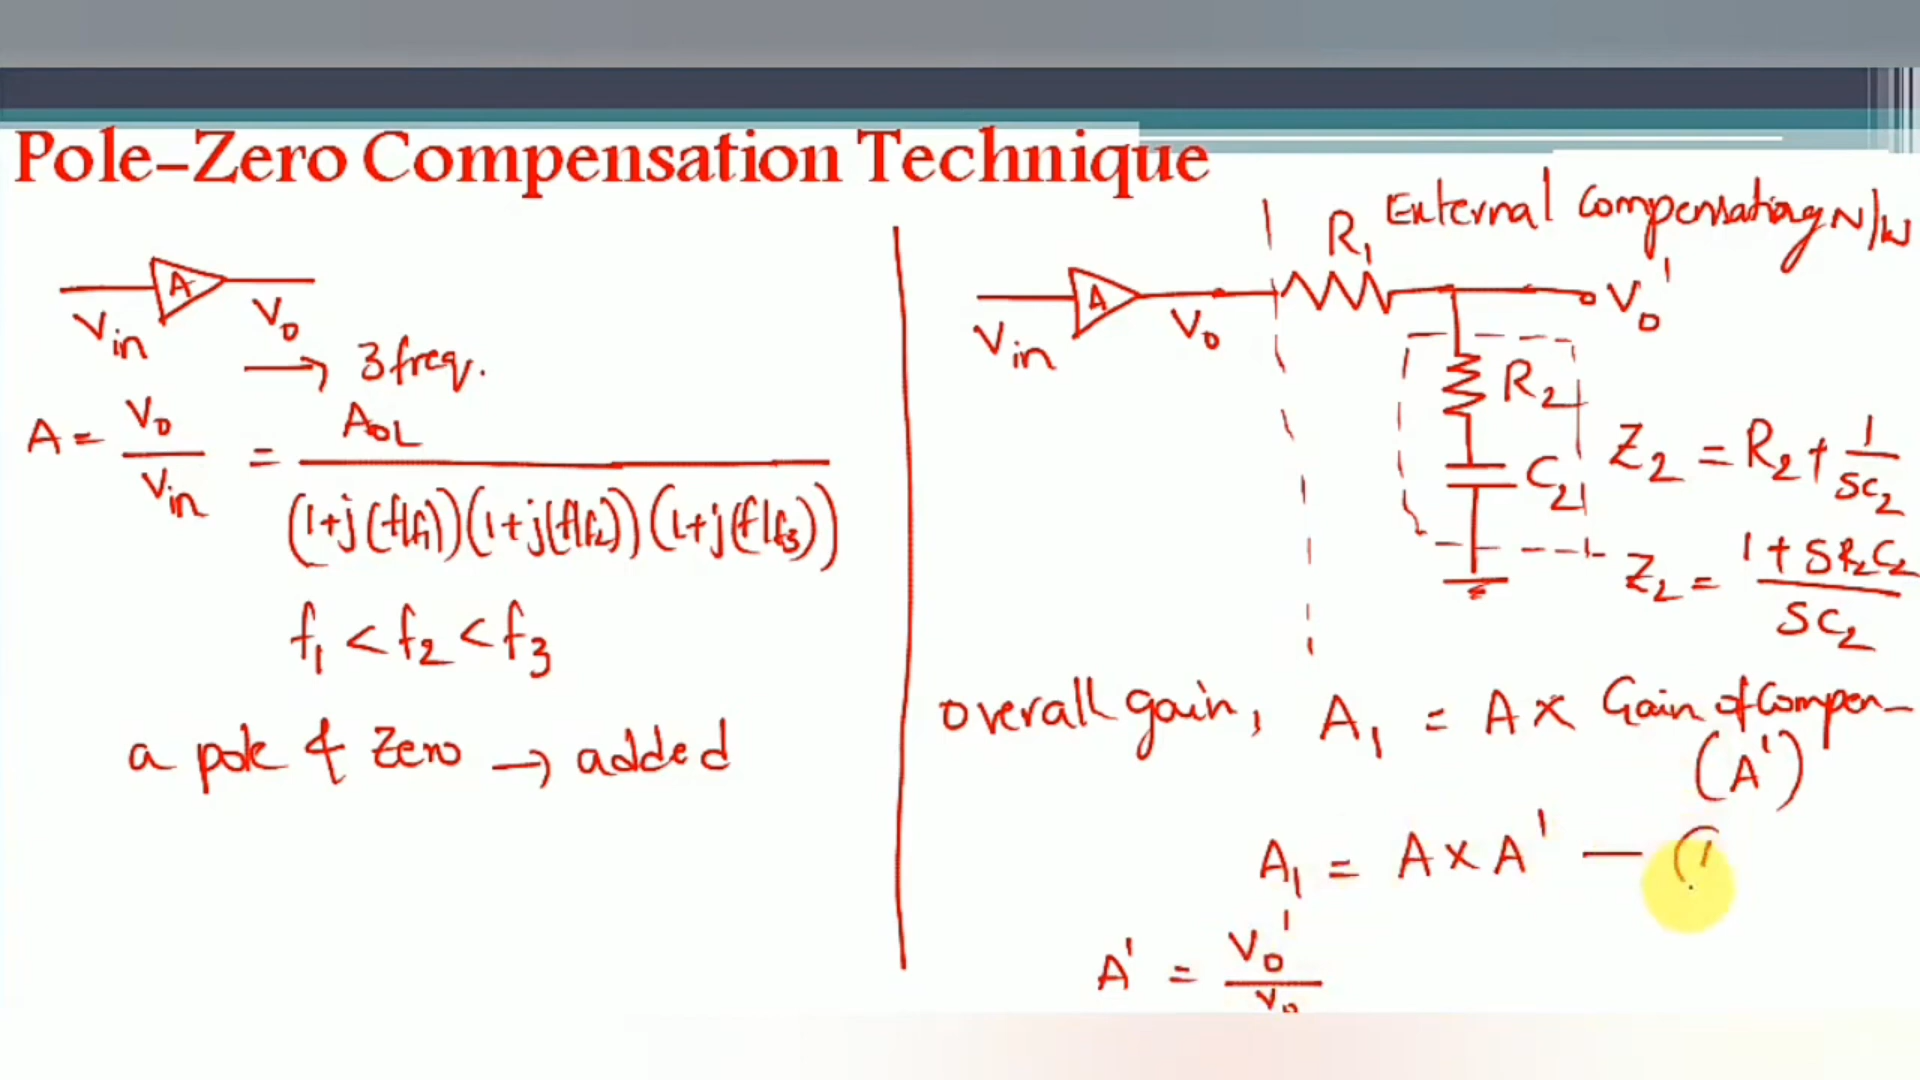 Pole-Zero Compensation Technique
A
Vin
Vo
→ 3 freq.
A = Vo/Vin = AOL / (1+j(f/f1))(1+j(f/f2))(1+j(f/f3))
f1 < f2 < f3
a pole & zero → added
External Compensating N/W
R1
A
Vin
Vo
Vo'
R2
C2
Z2 = R2 + 1/SC2
Z2 = 1+SR2C2/SC2
overall gain, A1 = A x Gain of Compen-
(A')
A1 = A x A' — (1
A' = Vo'/Vo